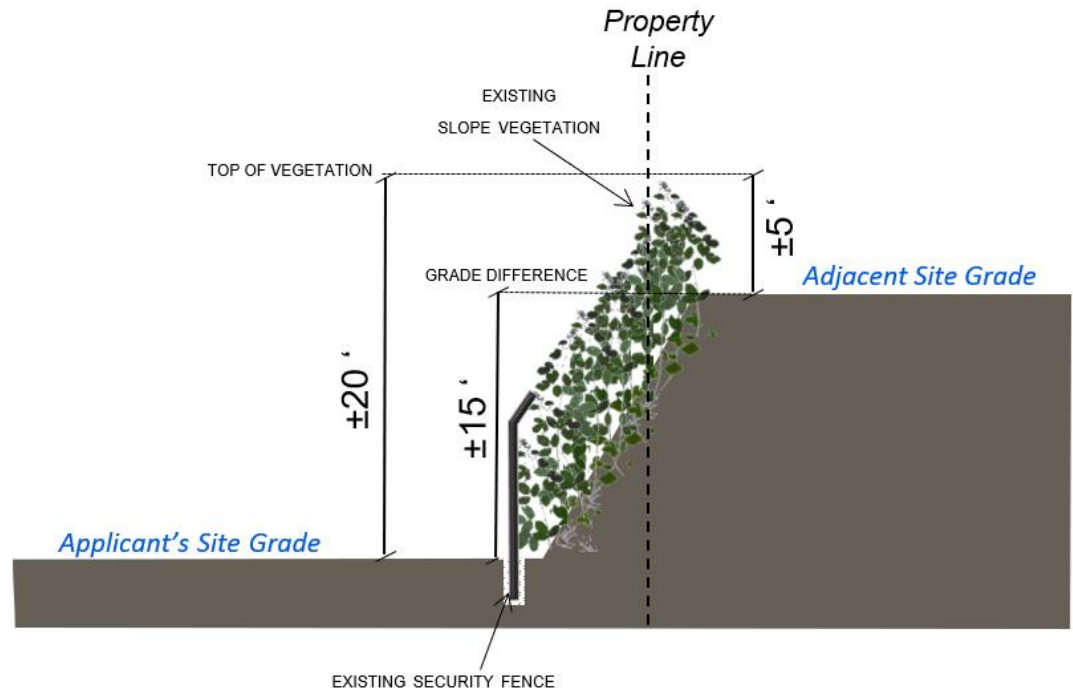 Property
Line
EXISTING
SLOPE VEGETATION
TOP OF VEGETATION
±5 ‘
GRADE DIFFERENCE
Adjacent Site Grade
±20 ‘
±15 ‘
Applicant’s Site Grade
EXISTING SECURITY FENCE